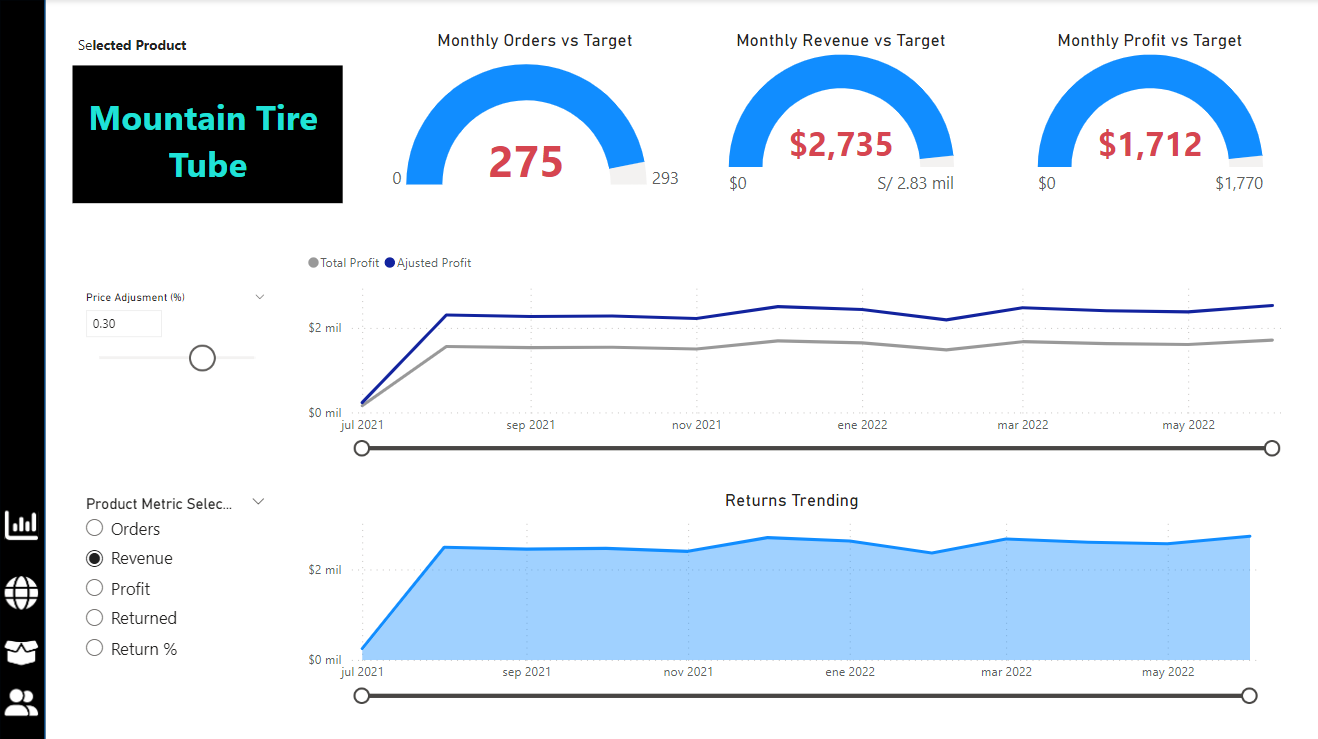 Selected Product
Mountain Tire
Tube
Monthly Orders vs Target
275
0
293
Monthly Revenue vs Target
$2,735
$0
S/ 2.83 mil
Monthly Profit vs Target
$1,712
$0
$1,770
Price Adjusment (%)
0.30
Total Profit
Ajusted Profit
$2 mil
$0 mil
jul 2021
sep 2021
nov 2021
ene 2022
mar 2022
may 2022
Product Metric Selec...
Orders
Revenue
Profit
Returned
Return %
Returns Trending
$2 mil
$0 mil
jul 2021
sep 2021
nov 2021
ene 2022
mar 2022
may 2022